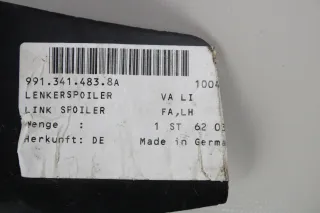 991.341.483.8A 1004
LENKERSPOILER VA LI
LINK SPOILER FA,LH
Menge : 1 ST 62 03
Herkunft: DE Made in Germa